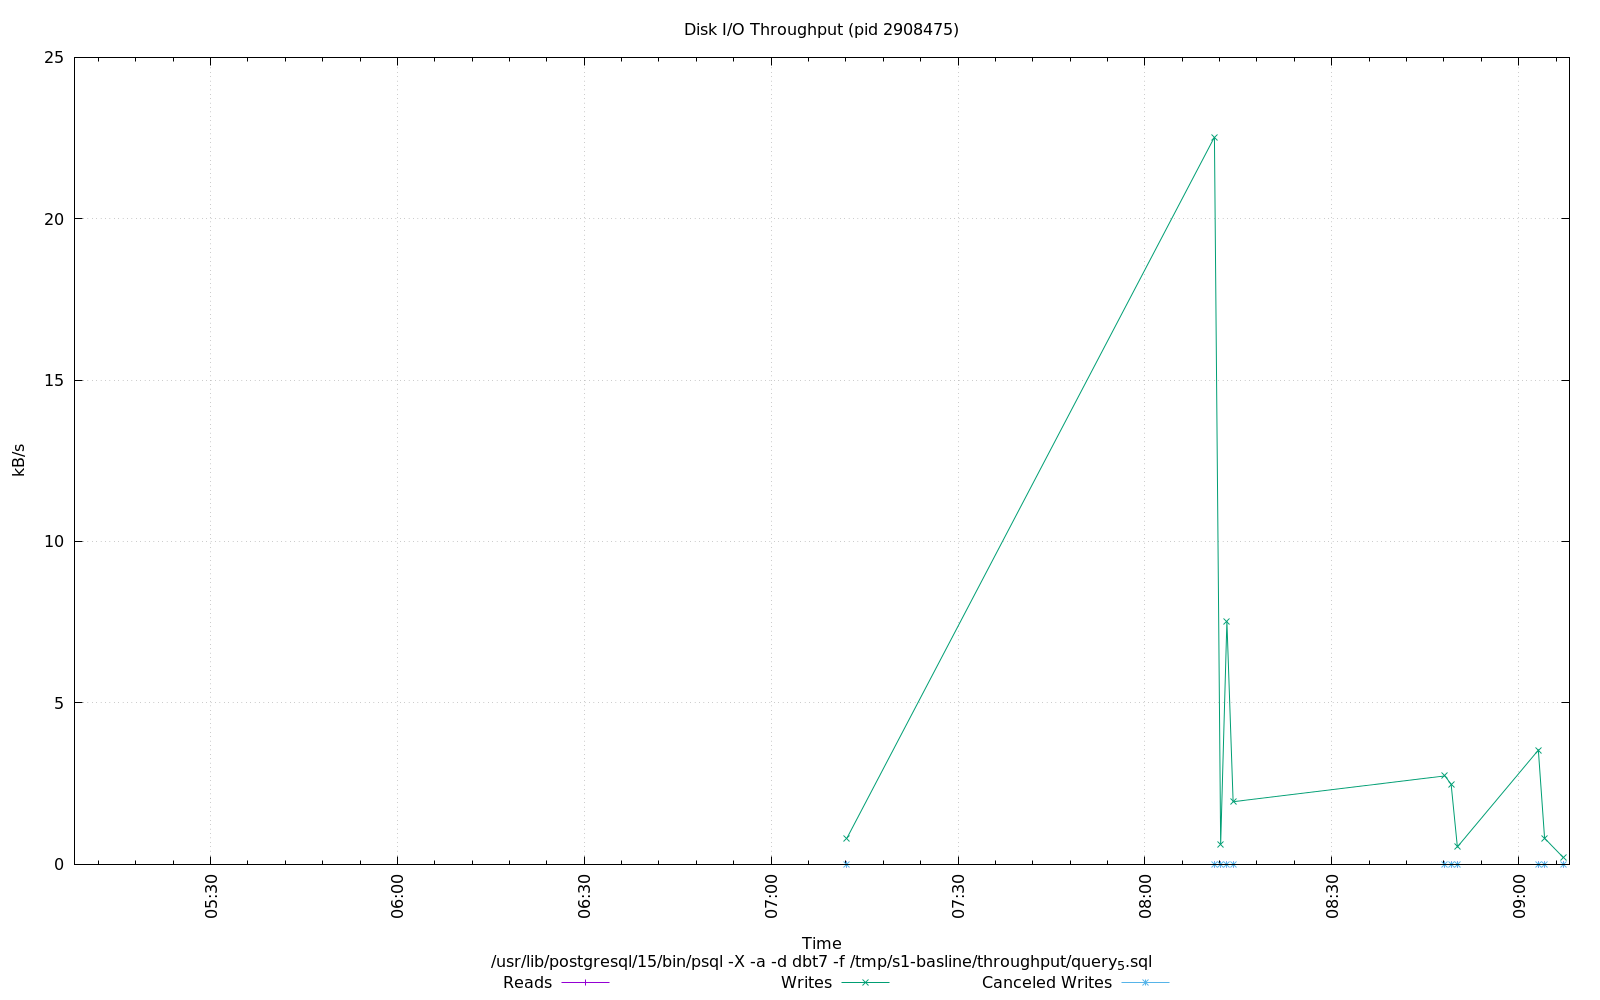 Disk I/O Throughput (pid 2908475)
25
20
15
10
5
0
kB/s
05:30
06:00
06:30
07:00
07:30
08:00
08:30
09:00
Time
/usr/lib/postgresql/15/bin/psql -X -a -d dbt7 -f /tmp/s1-basline/throughput/query₅.sql
Reads
Writes
Canceled Writes